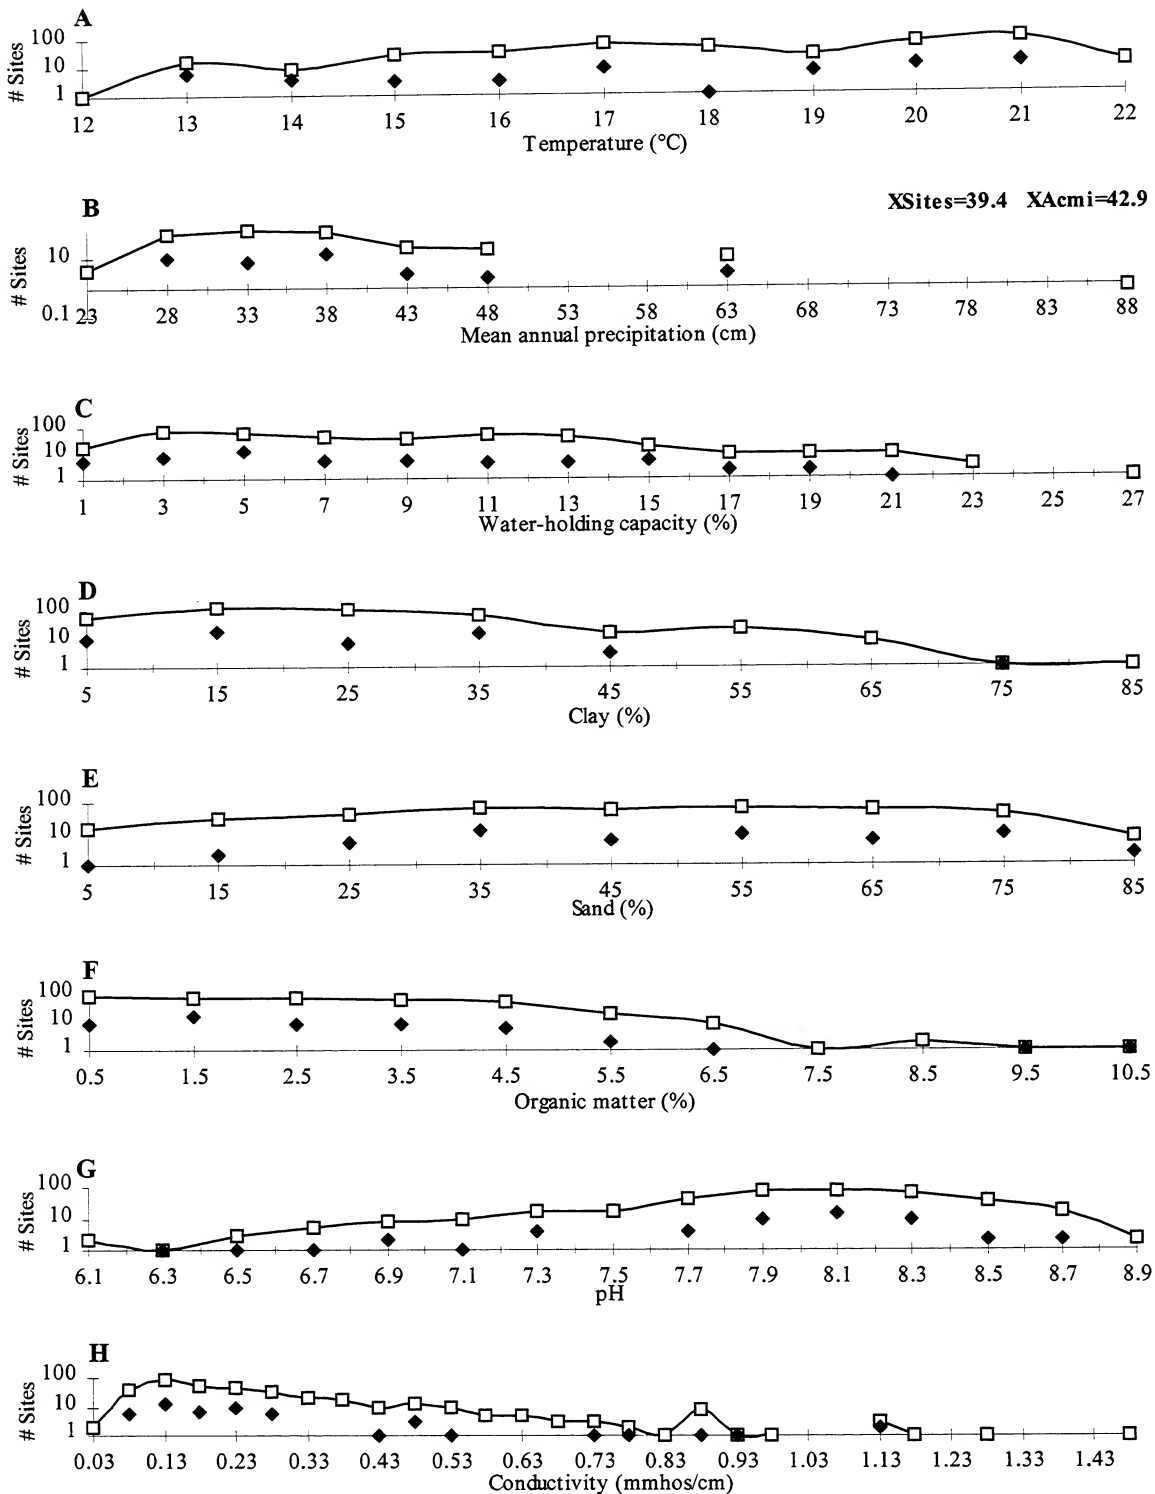 A
# Sites
100
10
1
12 13 14 15 16 17 18 19 20 21 22
Temperature (°C)
XSites=39.4 XAcmi=42.9
B
# Sites
10
0.1
23 28 33 38 43 48 53 58 63 68 73 78 83 88
Mean annual precipitation (cm)
C
# Sites
100
10
1
1 3 5 7 9 11 13 15 17 19 21 23 25 27
Water-holding capacity (%)
D
# Sites
100
10
1
5 15 25 35 45 55 65 75 85
Clay (%)
E
# Sites
100
10
1
5 15 25 35 45 55 65 75 85
Sand (%)
F
# Sites
100
10
1
0.5 1.5 2.5 3.5 4.5 5.5 6.5 7.5 8.5 9.5 10.5
Organic matter (%)
G
# Sites
100
10
1
6.1 6.3 6.5 6.7 6.9 7.1 7.3 7.5 7.7 7.9 8.1 8.3 8.5 8.7 8.9
pH
H
# Sites
100
10
1
0.03 0.13 0.23 0.33 0.43 0.53 0.63 0.73 0.83 0.93 1.03 1.13 1.23 1.33 1.43
Conductivity (mmhos/cm)